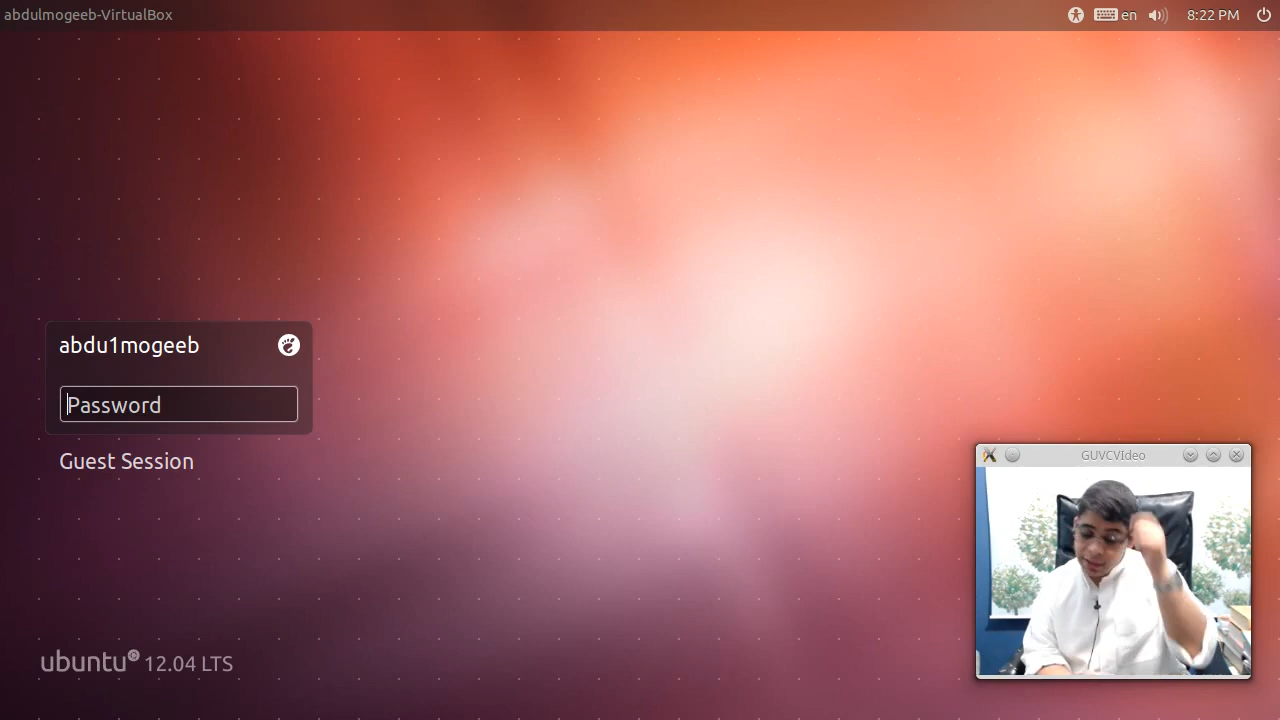 abdulmogeeb-VirtualBox
en
8:22 PM
abdu1mogeeb
Password
Guest Session
GUVCVIdeo
ubuntu 12.04 LTS